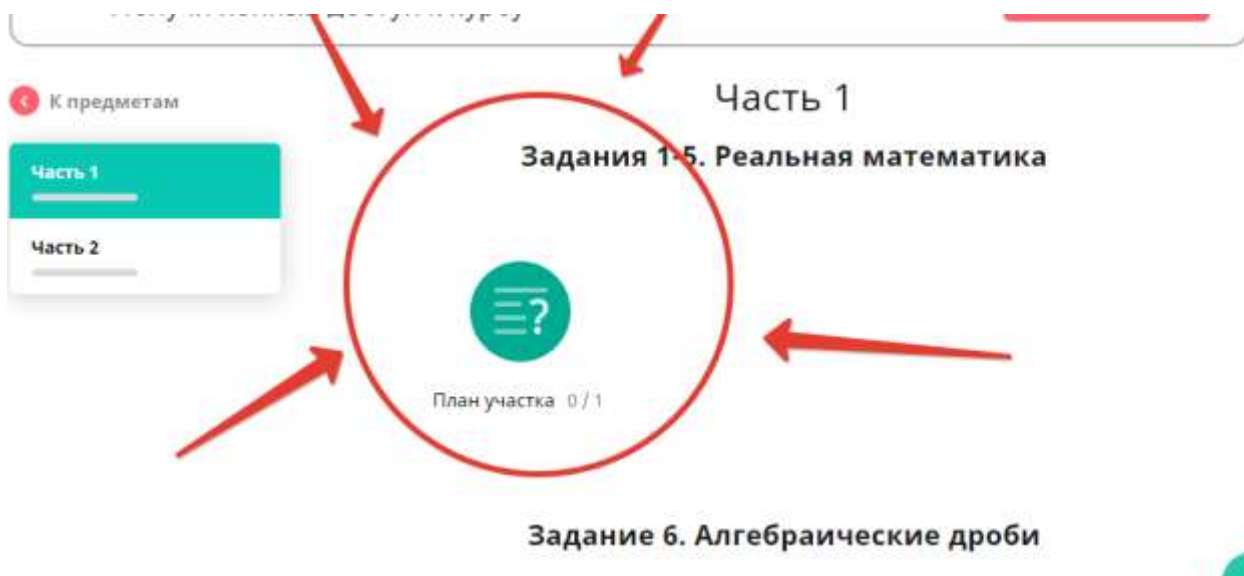 К предметам
Часть 1
Часть 2
Часть 1
Задания 1-5. Реальная математика
?
План участка 0 / 1
Задание 6. Алгебраические дроби